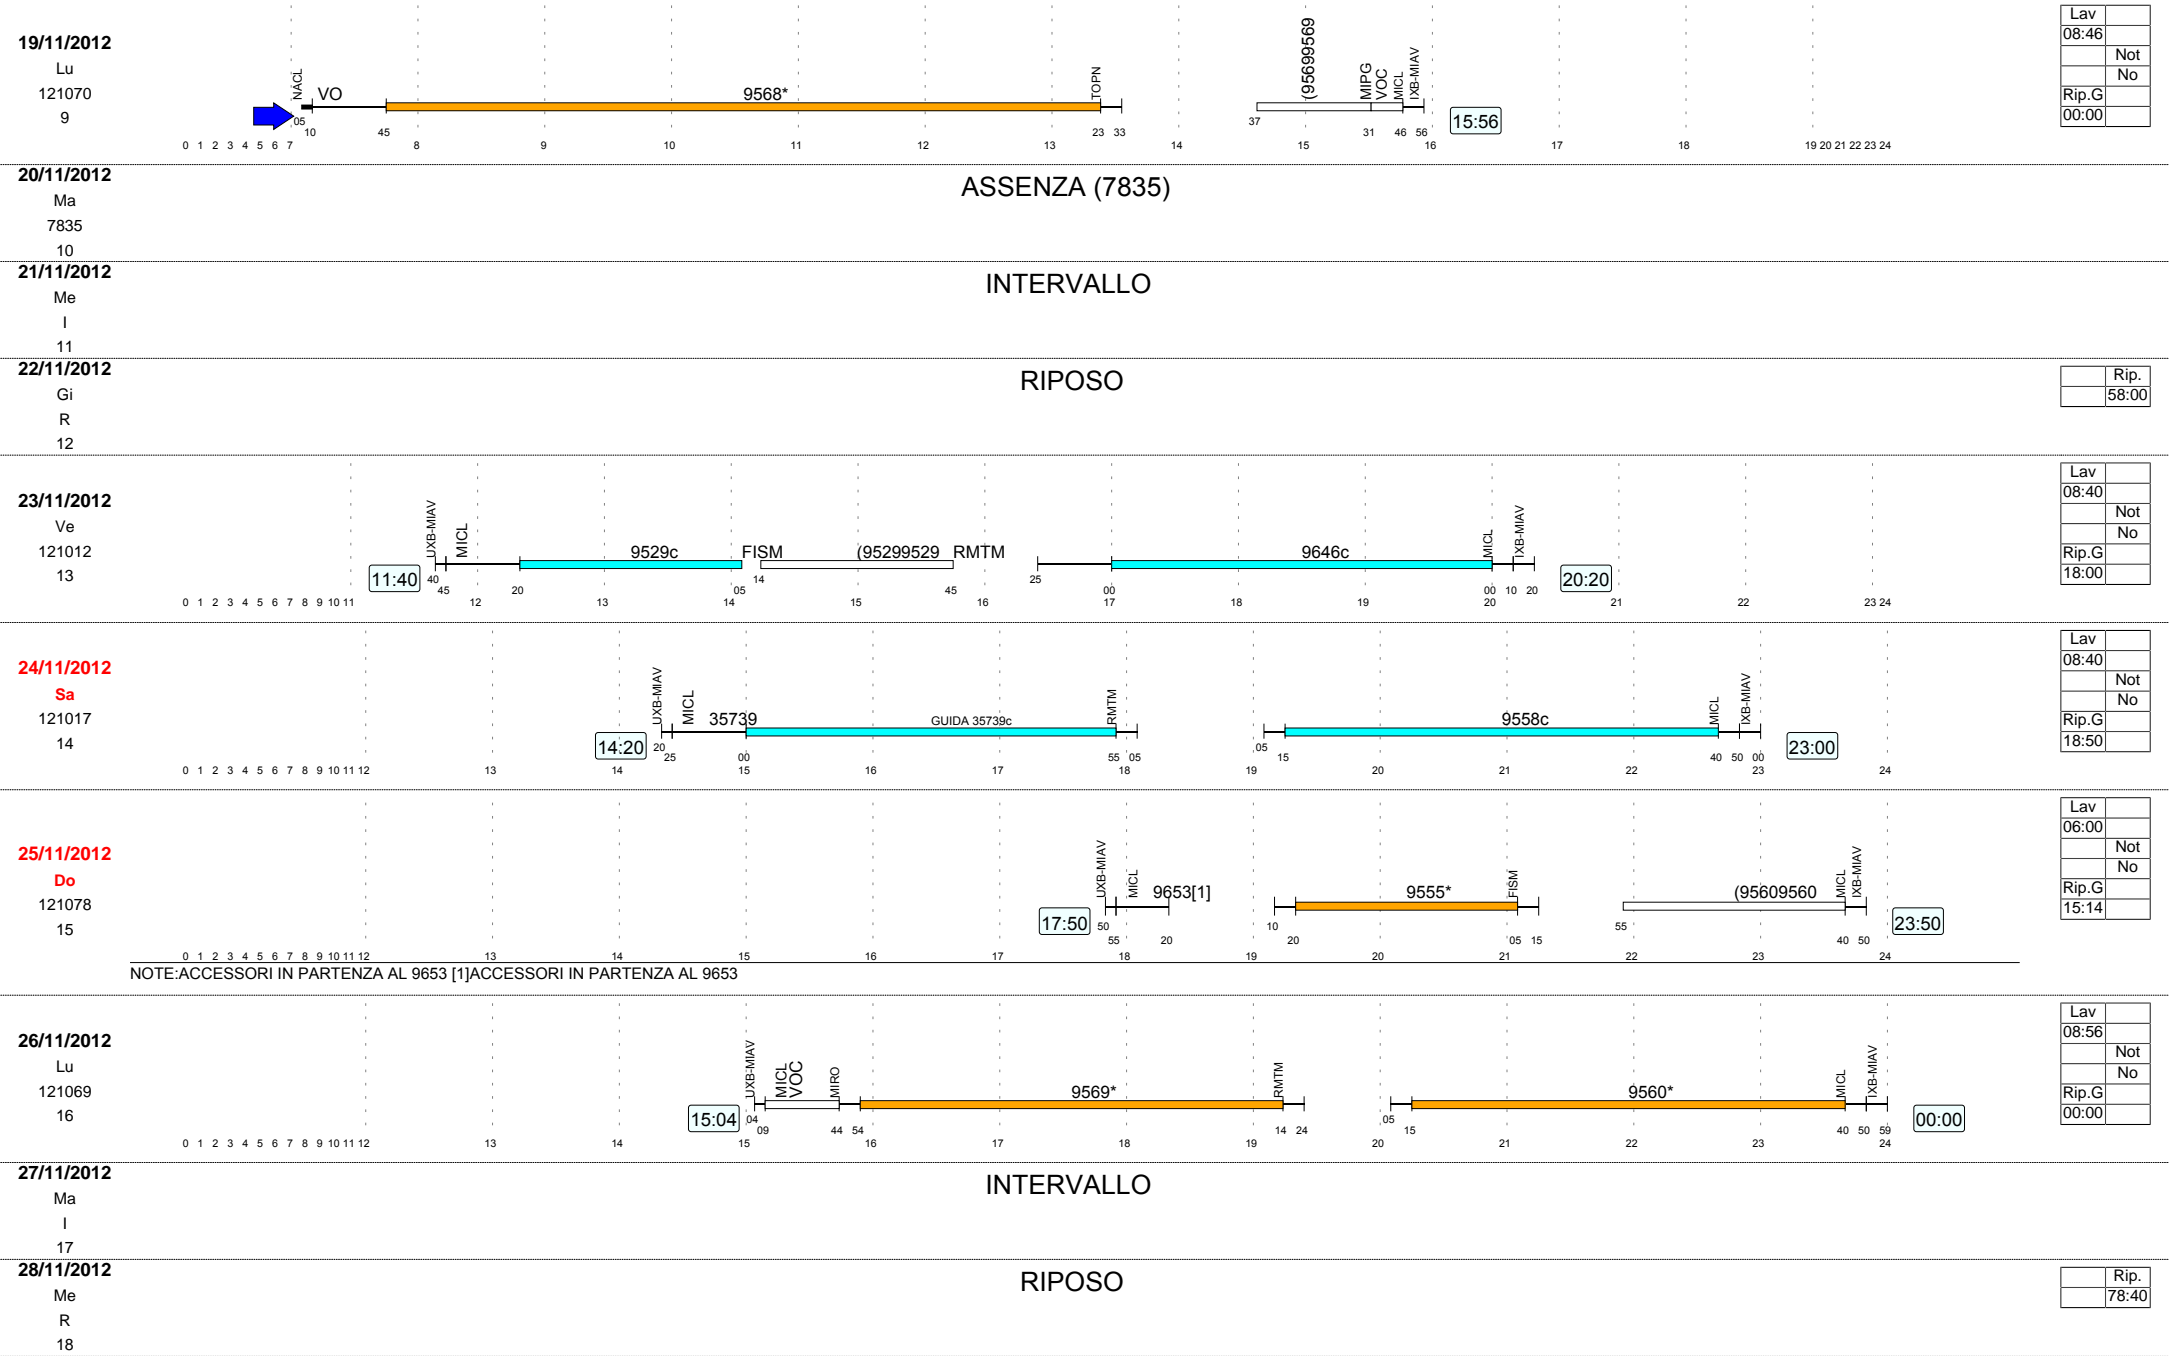 19/11/2012
Lu
121070
9
NACL VO 9568* TOPN (95699569 MIPG VOC MICL IXB-MIAV
05 10 45 23 33 37 31 46 56 15:56
0 1 2 3 4 5 6 7 8 9 10 11 12 13 14 15 16 17 18 19 20 21 22 23 24
Lav
08:46
Not
No
Rip.G
00:00
20/11/2012
Ma
7835
10
ASSENZA (7835)
21/11/2012
Me
I
11
INTERVALLO
22/11/2012
Gi
R
12
RIPOSO
Rip.
58:00
23/11/2012
Ve
121012
13
UXB-MIAV MICL 9529c FISM (95299529 RMTM 9646c MICL IXB-MIAV
11:40 40 45 20 05 14 45 25 00 00 10 20 20:20
0 1 2 3 4 5 6 7 8 9 10 11 12 13 14 15 16 17 18 19 20 21 22 23 24
Lav
08:40
Not
No
Rip.G
18:00
24/11/2012
Sa
121017
14
UXB-MIAV MICL 35739 GUIDA 35739c RMTM 9558c MICL IXB-MIAV
14:20 20 25 00 55 05 05 15 40 50 00 23:00
0 1 2 3 4 5 6 7 8 9 10 11 12 13 14 15 16 17 18 19 20 21 22 23 24
Lav
08:40
Not
No
Rip.G
18:50
25/11/2012
Do
121078
15
UXB-MIAV MICL 9653[1] 9555* FISM (95609560 MICL IXB-MIAV
17:50 50 55 20 10 20 05 15 55 40 50 23:50
0 1 2 3 4 5 6 7 8 9 10 11 12 13 14 15 16 17 18 19 20 21 22 23 24
NOTE:ACCESSORI IN PARTENZA AL 9653 [1]ACCESSORI IN PARTENZA AL 9653
Lav
06:00
Not
No
Rip.G
15:14
26/11/2012
Lu
121069
16
UXB-MIAV MICL VOC MIRO 9569* RMTM 9560* MICL IXB-MIAV
15:04 04 09 44 54 14 24 05 15 40 50 59 00:00
0 1 2 3 4 5 6 7 8 9 10 11 12 13 14 15 16 17 18 19 20 21 22 23 24
Lav
08:56
Not
No
Rip.G
00:00
27/11/2012
Ma
I
17
INTERVALLO
28/11/2012
Me
R
18
RIPOSO
Rip.
78:40